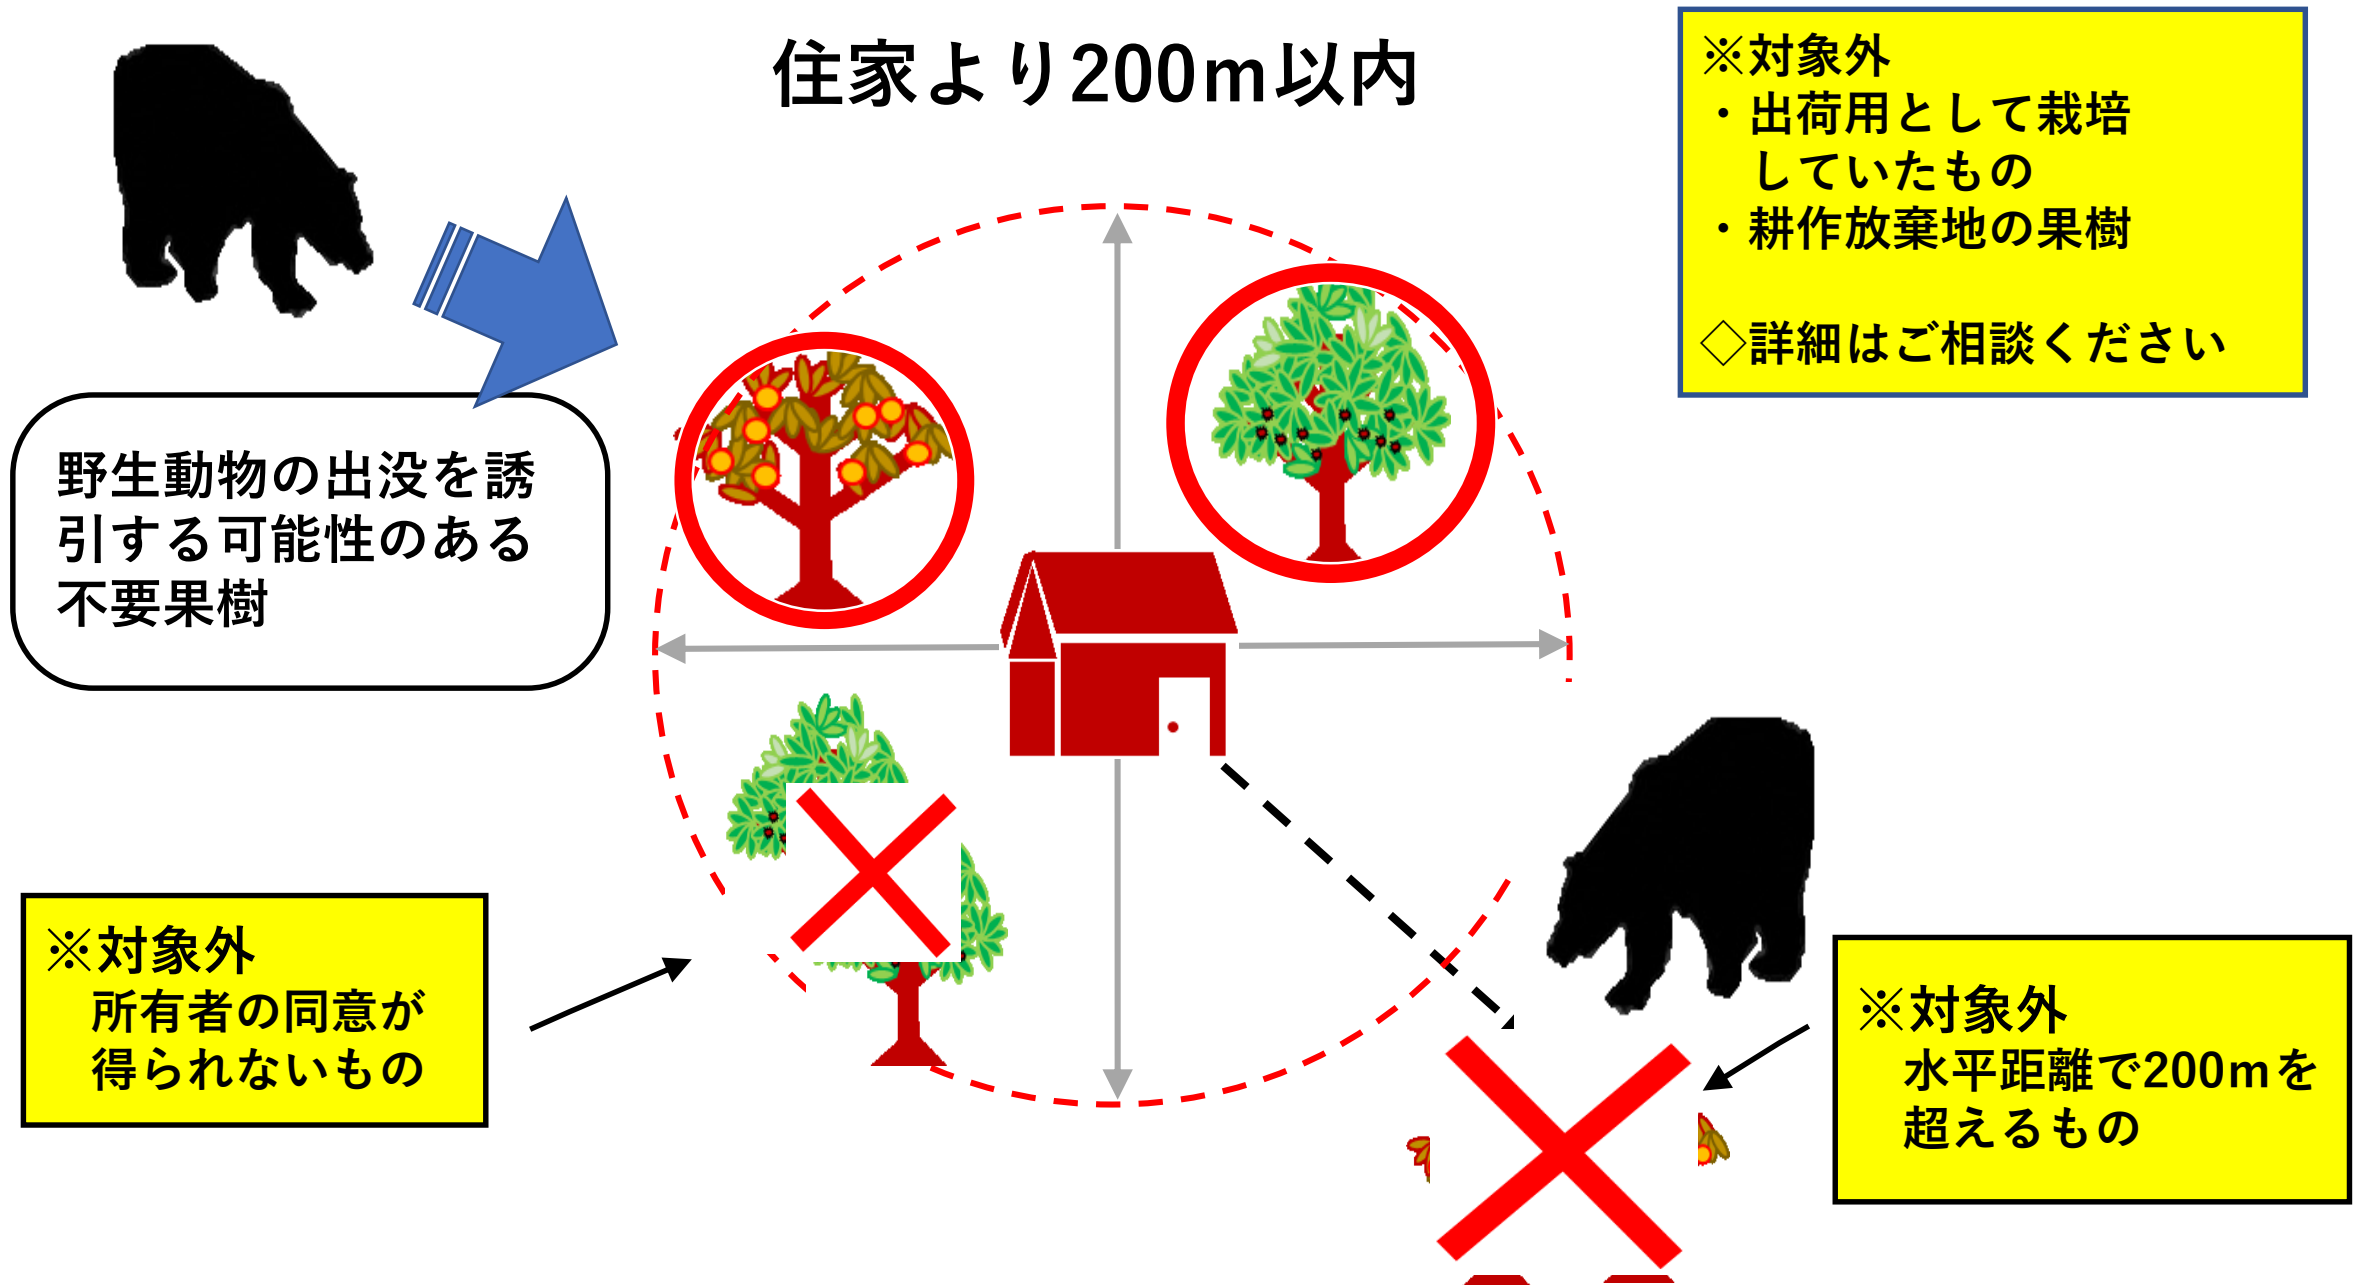 住家より200m以内
※対象外
・出荷用として栽培
していたもの
・耕作放棄地の果樹
◇詳細はご相談ください
野生動物の出没を誘
引する可能性のある
不要果樹
※対象外
所有者の同意が
得られないもの
※対象外
水平距離で200mを
超えるもの